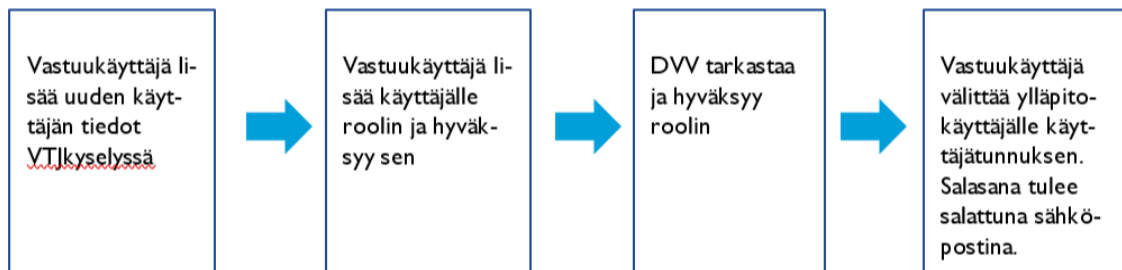 Vastuukäyttäjä li-
sää uuden käyt-
täjän tiedot
VTJkyselyssä
Vastuukäyttäjä li-
sää käyttäjälle
roolin ja hyväk-
syy sen
DVV tarkastaa
ja hyväksyy
roolin
Vastuukäyttäjä
välittää ylläpito-
käyttäjälle käyt-
täjätunnuksen.
Salasana tulee
salattuna sähkö-
postina.